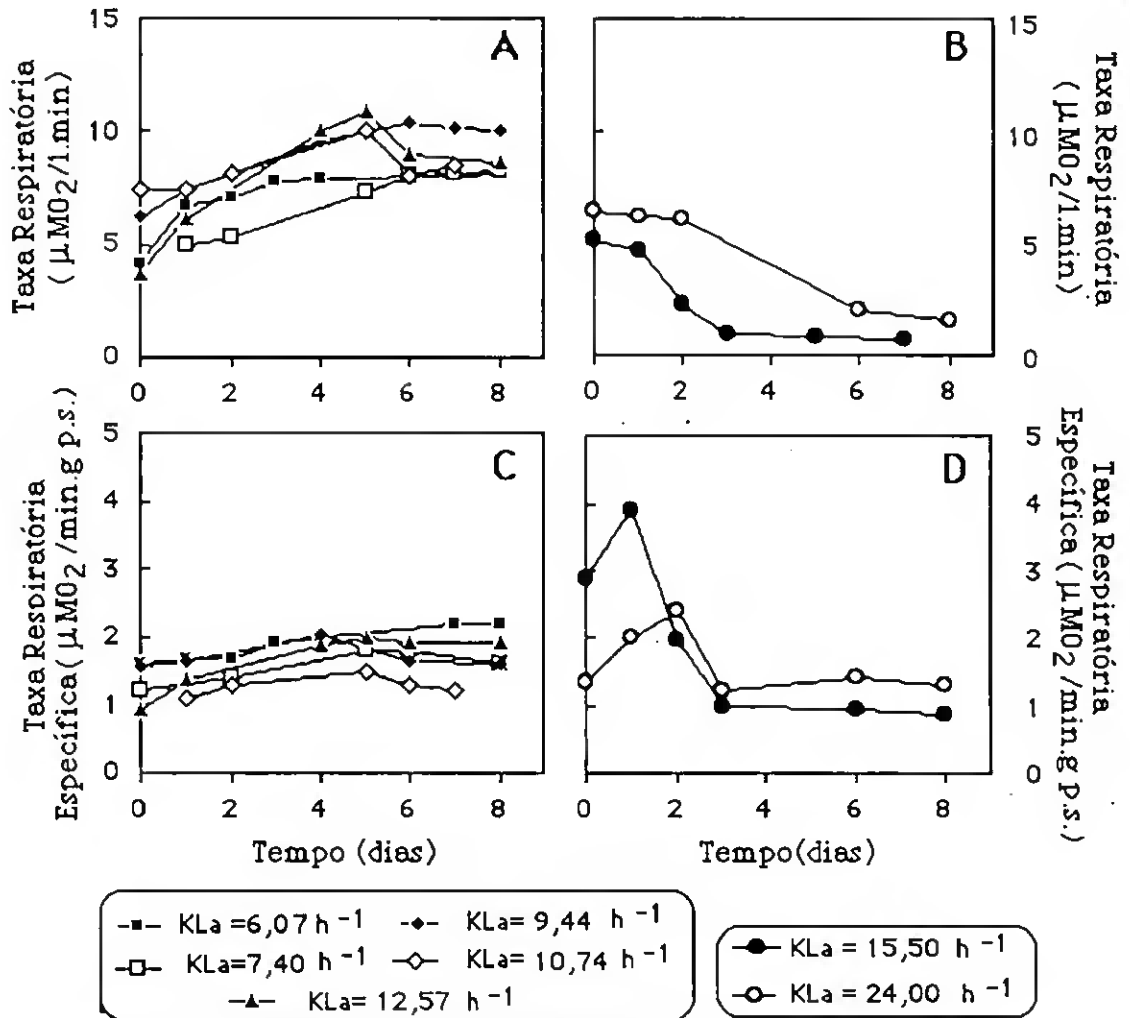 A
B
Taxa Respiratória
(μMO2/l.min)
15
10
5
0
0 2 4 6 8
15
10
5
0
0 2 4 6 8
Taxa Respiratória
(μMO2/l.min)
C
D
Taxa Respiratória
Específica(μMO2/min.g p.s.)
5
4
3
2
1
0
0 2 4 6 8
Tempo (dias)
5
4
3
2
1
0
0 2 4 6 8
Tempo(dias)
Taxa Respiratória
Específica(μMO2/min.g p.s.)
KLa =6,07 h -1 KLa= 9,44 h -1
KLa=7,40 h -1 KLa= 10,74 h -1
KLa= 12,57 h -1
KLa = 15,50 h -1
KLa = 24,00 h -1